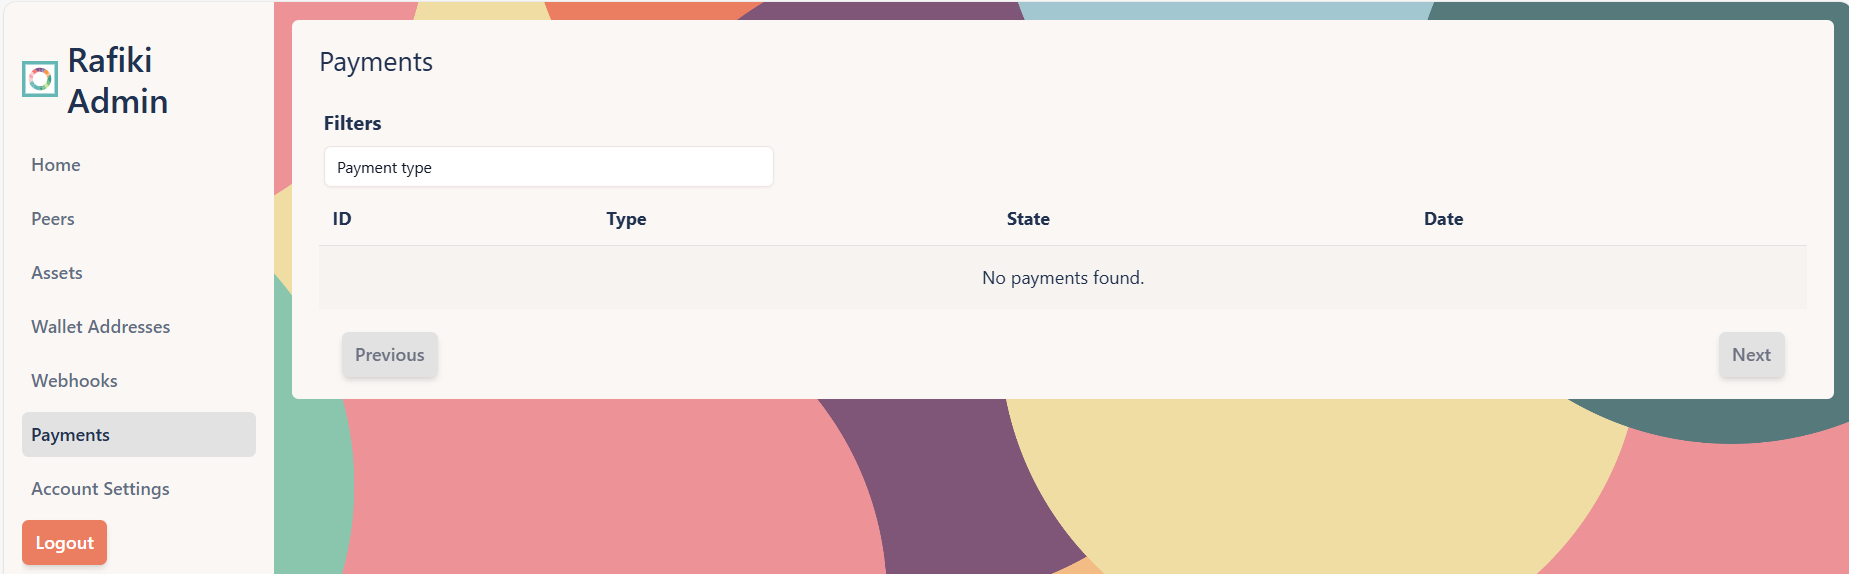 Rafiki
Admin
Home
Peers
Assets
Wallet Addresses
Webhooks
Payments
Account Settings
Logout
Payments
Filters
Payment type
ID Type State Date
No payments found.
Previous Next